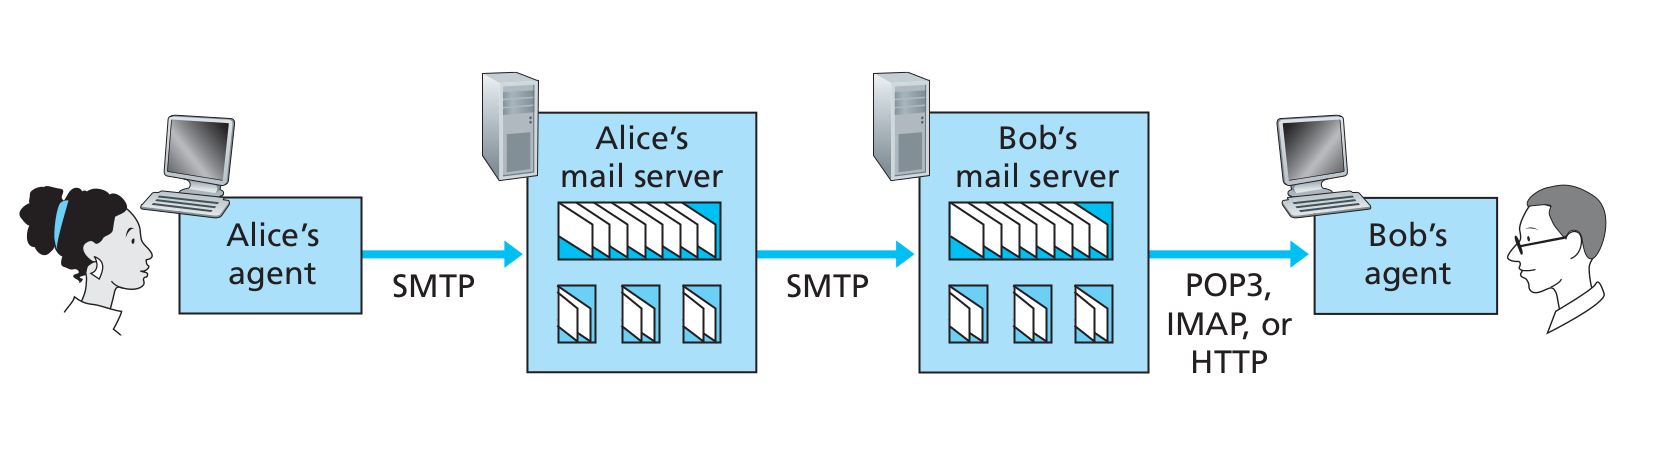 Alice’s
agent
SMTP
Alice’s
mail server
SMTP
Bob’s
mail server
POP3,
IMAP, or
HTTP
Bob’s
agent